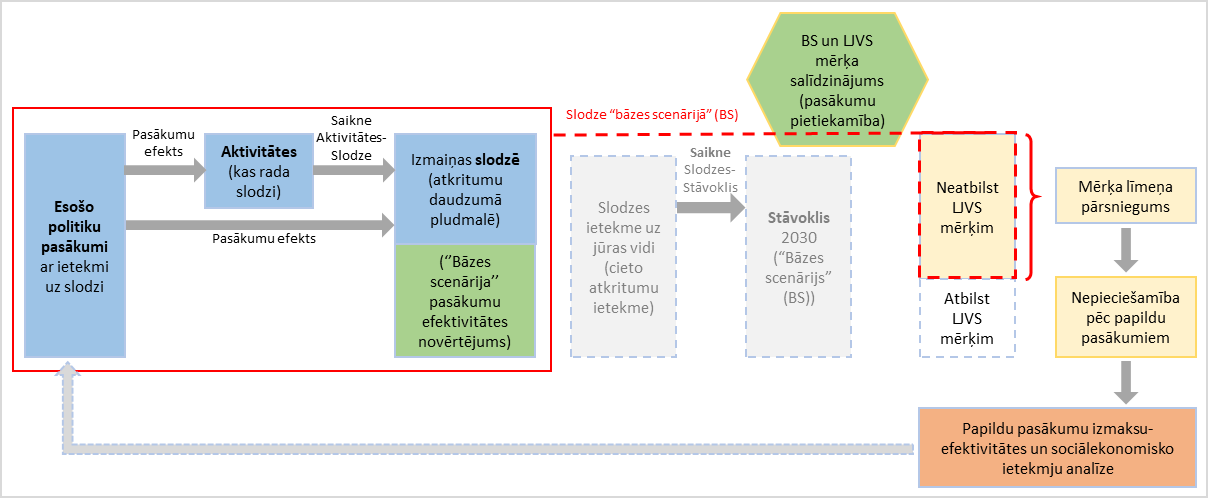 BS un LJVS
mērķa
salīdzinājums
(pasākumu
pietiekamība)
Slodze “bāzes scenārijā” (BS)
Esošo
politiku
pasākumi
ar ietekmi
uz slodzi
Pasākumu
efekts
Aktivitātes
(kas rada
slodzi)
Saikne
Aktivitātes-
Slodze
Pasākumu efekts
Izmaiņas slodzē
(atkritumu
daudzumā
pludmalē)
(‘’Bāzes
scenārija’’
pasākumu
efektivitātes
novērtējums)
Slodzes
ietekme uz
jūras vidi
(cieto
atkritumu
ietekme)
Saikne
Slodzes-
Stāvoklis
Stāvoklis
2030
(“Bāzes
scenārijs”
(BS))
Neatbilst
LJVS
mērķim
Atbilst
LJVS
mērķim
Mērķa līmeņa
pārsniegums
Nepieciešamība
pēc papildu
pasākumiem
Papildu pasākumu izmaksu-
efektivitātes un sociālekonomisko
ietekmju analīze